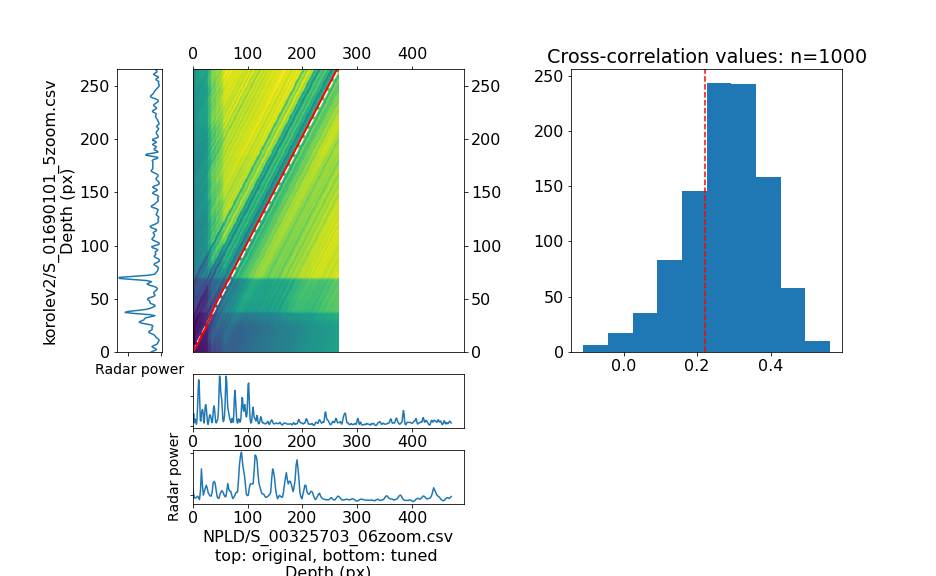 0 100 200 300 400
Cross-correlation values: n=1000
korolev2/S_01690101_5zoom.csv
Depth (px)
250
200
150
100
50
0
250
200
150
100
50
0
250
200
150
100
50
0
0.0 0.2 0.4
Radar power
0 100 200 300 400
Radar power
0 100 200 300 400
NPLD/S_00325703_06zoom.csv
top: original, bottom: tuned
Depth (px)